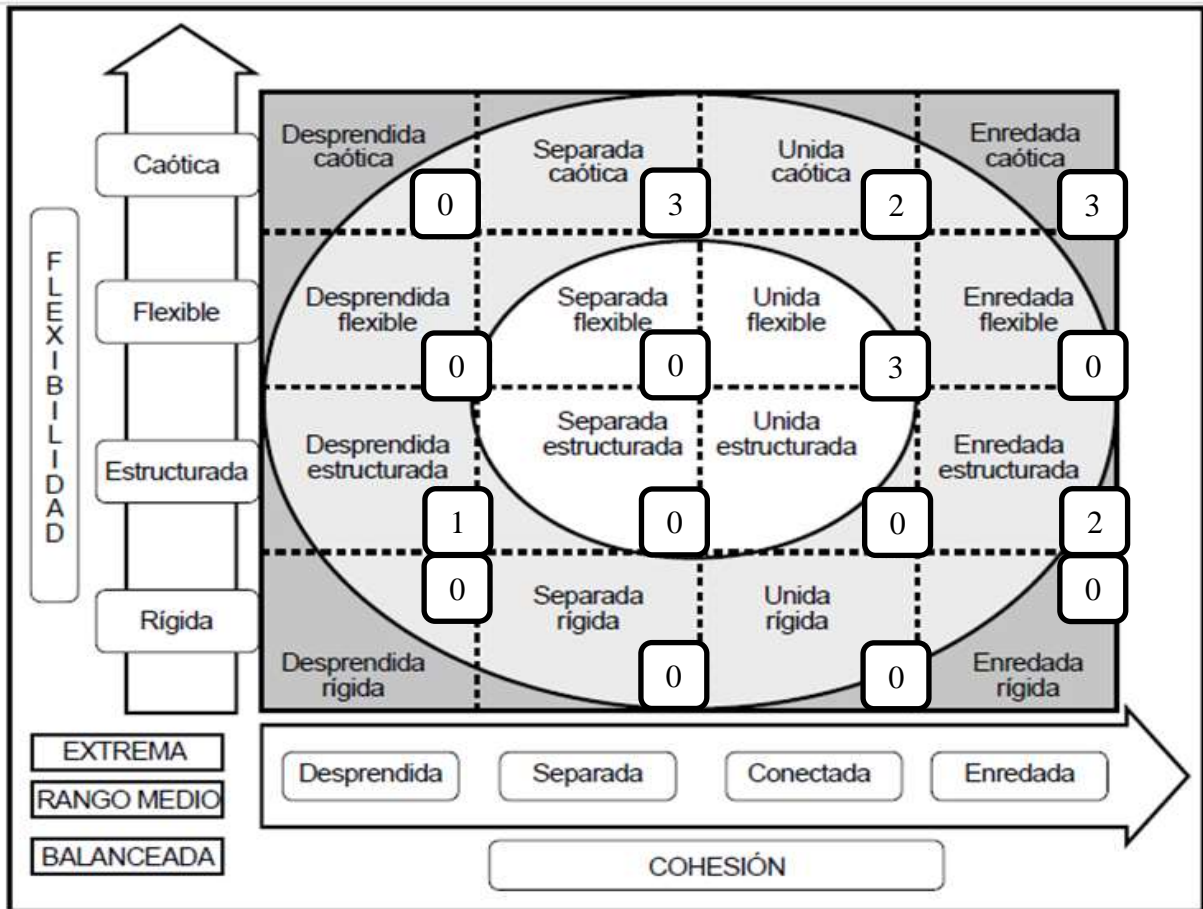 Caótica
Flexible
Estructurada
Rígida
FLEXIBILIDAD
Desprendida
caótica
0
Separada
caótica
3
Unida
caótica
2
Enredada
caótica
3
Desprendida
flexible
0
Separada
flexible
0
Unida
flexible
3
Enredada
flexible
0
Desprendida
estructurada
1
Separada
estructurada
0
Unida
estructurada
0
Enredada
estructurada
2
0
Desprendida
rígida
Separada
rígida
0
Unida
rígida
0
0
Enredada
rígida
EXTREMA
RANGO MEDIO
BALANCEADA
Desprendida
Separada
Conectada
Enredada
COHESIÓN